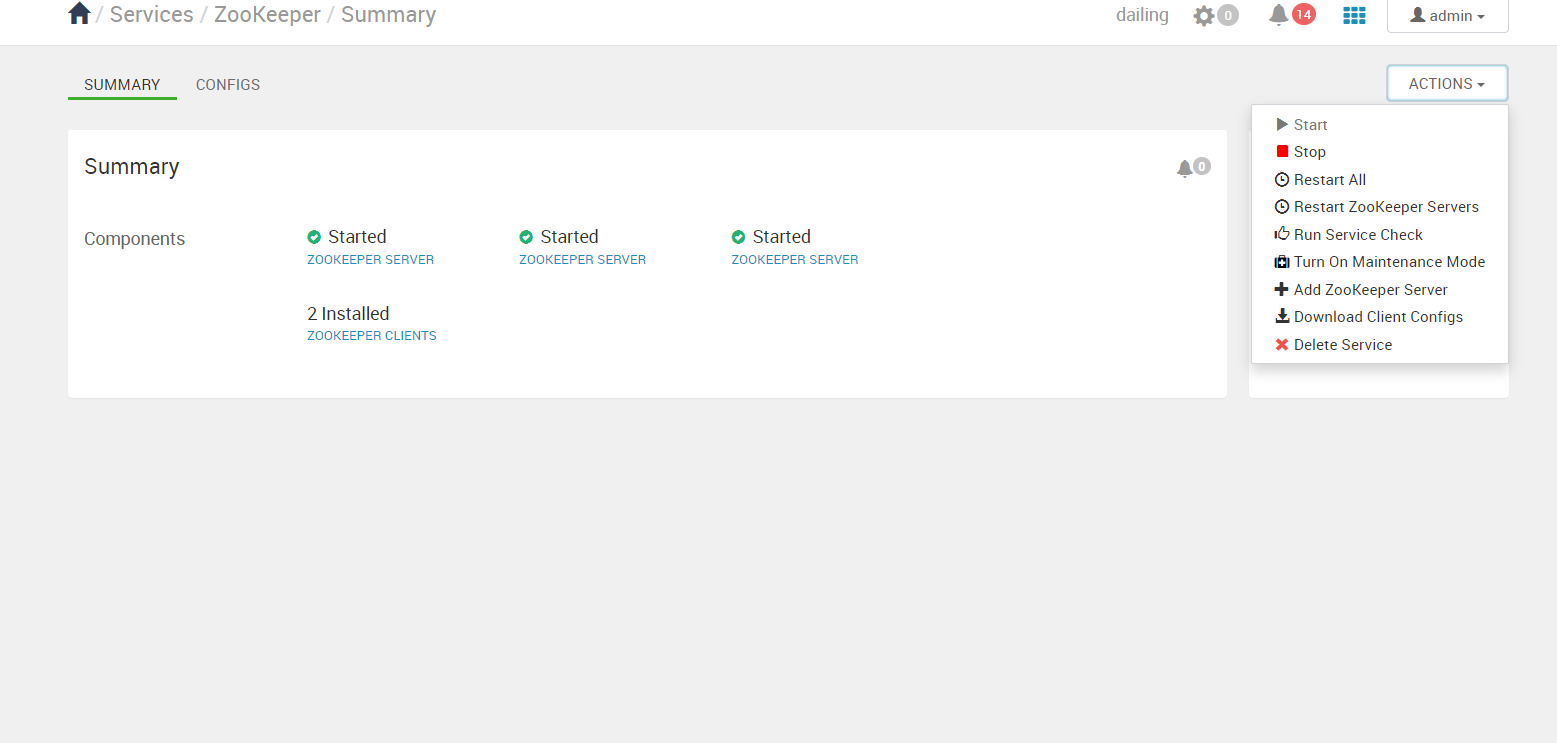 / Services / ZooKeeper / Summary
dailing 0 14 admin
SUMMARY CONFIGS ACTIONS
Summary 0
Components
Started Started Started
ZOOKEEPER SERVER ZOOKEEPER SERVER ZOOKEEPER SERVER
2 Installed
ZOOKEEPER CLIENTS
Start
Stop
Restart All
Restart ZooKeeper Servers
Run Service Check
Turn On Maintenance Mode
Add ZooKeeper Server
Download Client Configs
Delete Service